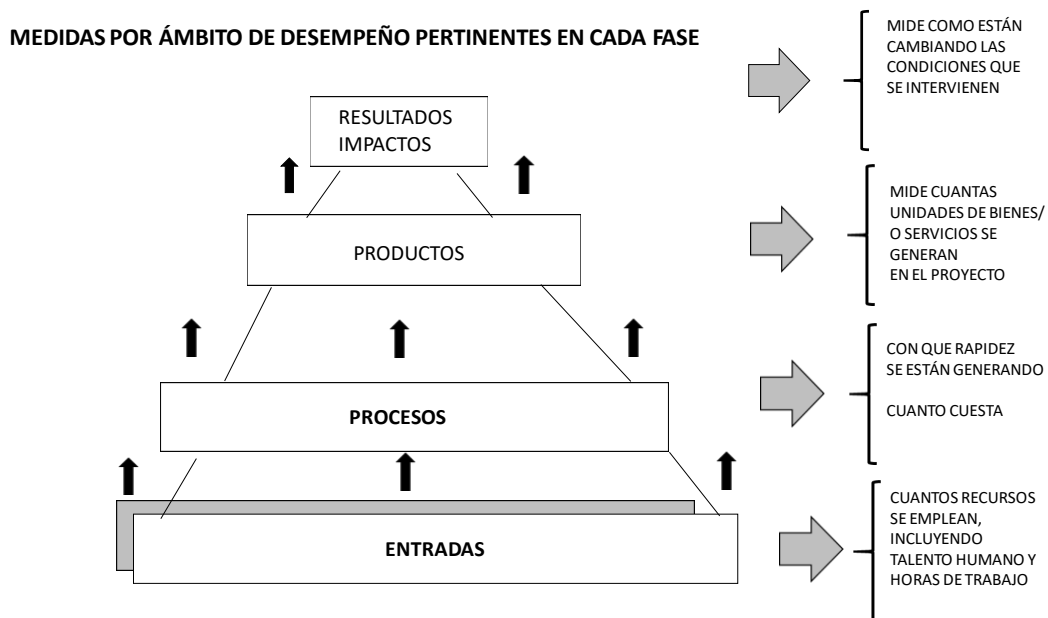 MEDIDAS POR ÁMBITO DE DESEMPEÑO PERTINENTES EN CADA FASE
RESULTADOS
IMPACTOS
MIDE COMO ESTÁN
CAMBIANDO LAS
CONDICIONES QUE
SE INTERVIENEN
PRODUCTOS
MIDE CUANTAS
UNIDADES DE BIENES/
O SERVICIOS SE
GENERAN
EN EL PROYECTO
PROCESOS
CON QUE RAPIDEZ
SE ESTÁN GENERANDO
CUANTO CUESTA
ENTRADAS
CUANTOS RECURSOS
SE EMPLEAN,
INCLUYENDO
TALENTO HUMANO Y
HORAS DE TRABAJO